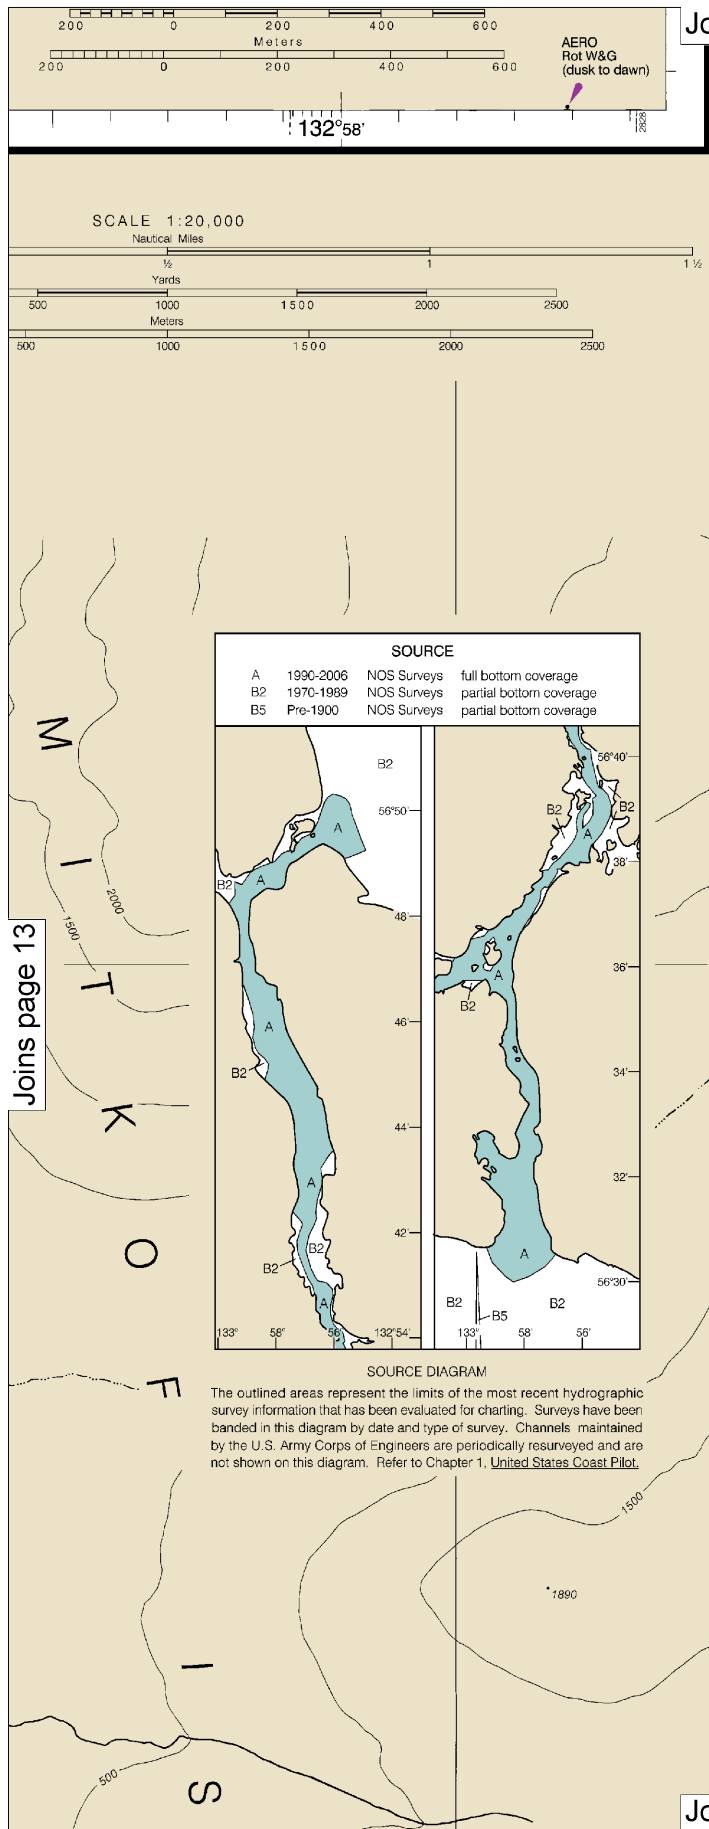 Jo
200 0 200 400 600
Meters
200 0 200 400 600
AERO
Rot W&G
(dusk to dawn)
132°58'
2828
SCALE 1:20,000
Nautical Miles
½ 1 1 ½
Yards
500 1000 1500 2000 2500
Meters
500 1000 1500 2000 2500
SOURCE
A 1990-2006 NOS Surveys full bottom coverage
B2 1970-1989 NOS Surveys partial bottom coverage
B5 Pre-1900 NOS Surveys partial bottom coverage
B2
56°50'
A
B2
A
48'
46'
A
B2
44'
A
42'
B2
B2
A
133° 58' 56' 132°54'
56°40'
B2
B2
A
38'
36'
A
B2
34'
32'
A
56°30'
B2
B5
B2
133° 58' 56'
SOURCE DIAGRAM
The outlined areas represent the limits of the most recent hydrographic
survey information that has been evaluated for charting. Surveys have been
banded in this diagram by date and type of survey. Channels maintained
by the U.S. Army Corps of Engineers are periodically resurveyed and are
not shown on this diagram. Refer to Chapter 1, United States Coast Pilot.
MITKOF IS
2000
1500
Joins page 13
1500
1890
500
Jo